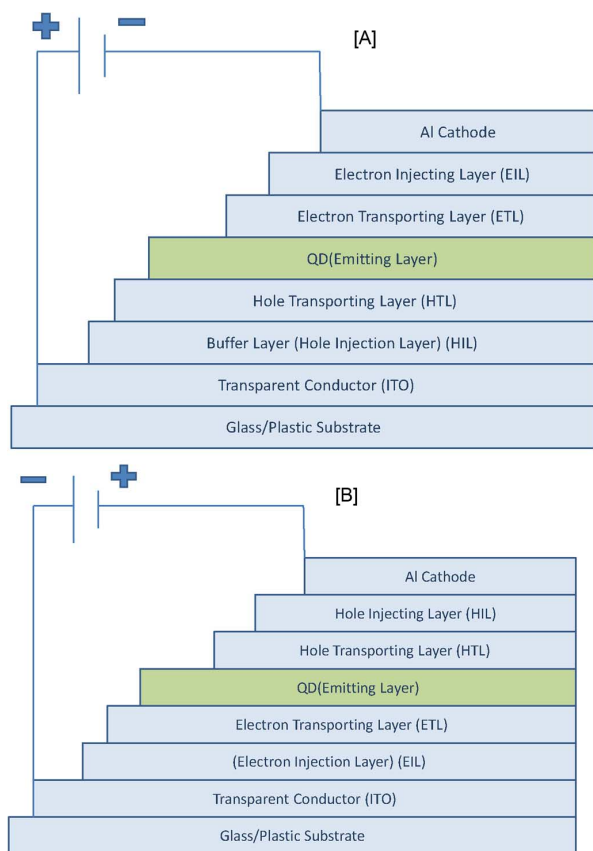 [A]
Al Cathode
Electron Injecting Layer (EIL)
Electron Transporting Layer (ETL)
QD(Emitting Layer)
Hole Transporting Layer (HTL)
Buffer Layer (Hole Injection Layer) (HIL)
Transparent Conductor (ITO)
Glass/Plastic Substrate
[B]
Al Cathode
Hole Injecting Layer (HIL)
Hole Transporting Layer (HTL)
QD(Emitting Layer)
Electron Transporting Layer (ETL)
(Electron Injection Layer) (EIL)
Transparent Conductor (ITO)
Glass/Plastic Substrate